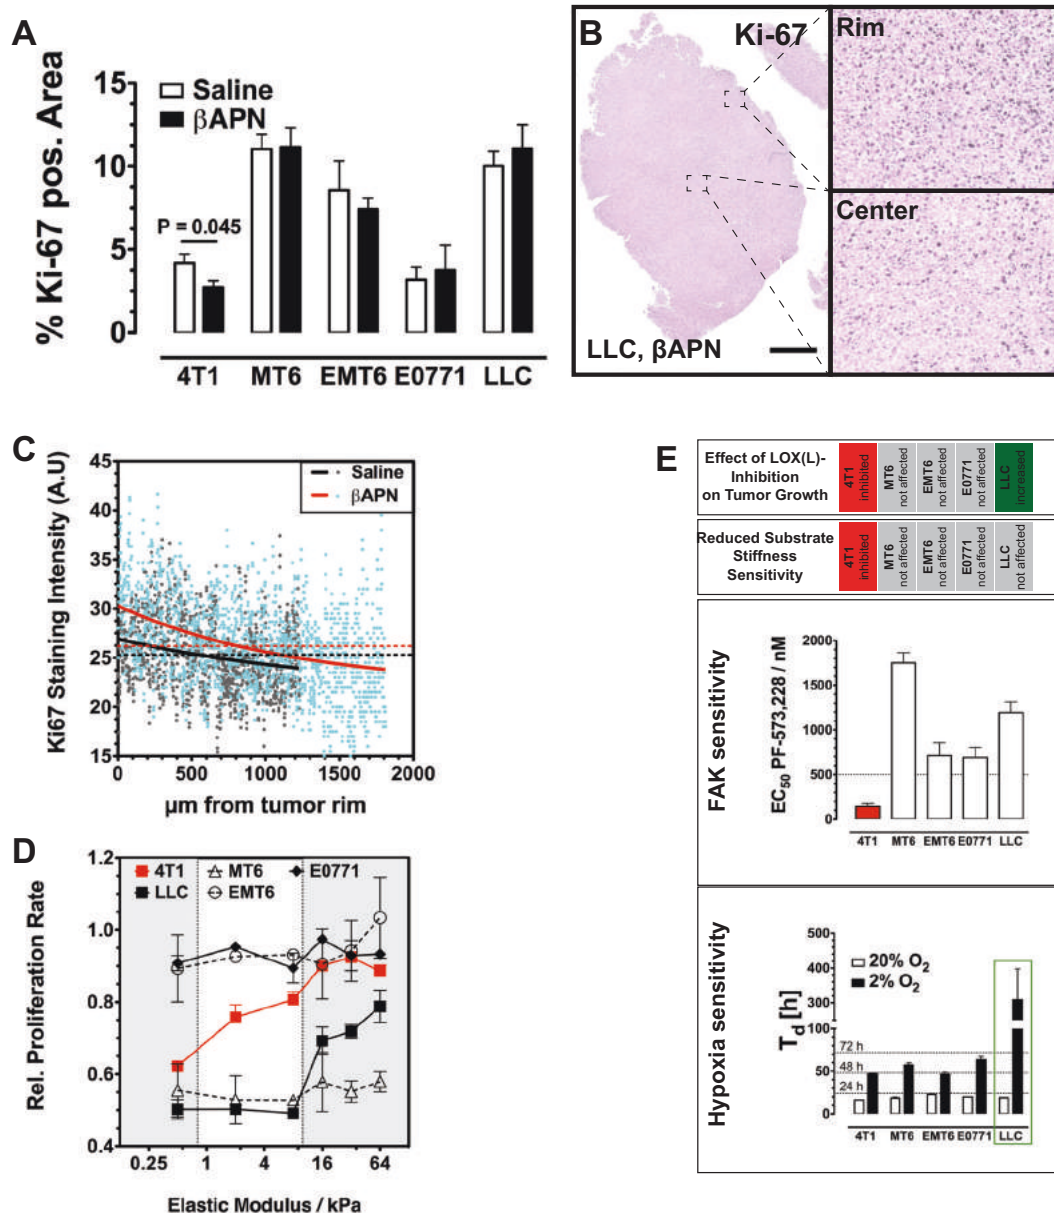 A
% Ki-67 pos. Area
15
10
5
0
Saline
βAPN
P = 0.045
4T1 MT6 EMT6 E0771 LLC
B
Ki-67
LLC, βAPN
Rim
Center
C
Ki67 Staining Intensity (A.U)
45
40
35
30
25
20
15
Saline
βAPN
0 500 1000 1500 2000
µm from tumor rim
D
Rel. Proliferation Rate
1.2
1.0
0.8
0.6
0.4
4T1 MT6 E0771
LLC EMT6
0.25 1 4 16 64
Elastic Modulus / kPa
E
Effect of LOX(L)-
Inhibition
on Tumor Growth
4T1
inhibited
MT6
not affected
EMT6
not affected
E0771
not affected
LLC
increased
Reduced Substrate
Stiffness
Sensitivity
4T1
inhibited
MT6
not affected
EMT6
not affected
E0771
not affected
LLC
not affected
FAK sensitivity
EC50 PF-573,228 / nM
2000
1500
1000
500
0
4T1 MT6 EMT6 E0771 LLC
Hypoxia sensitivity
Td [h]
500
400
300
100
50
0
20% O2
2% O2
72 h
48 h
24 h
4T1 MT6 EMT6 E0771 LLC